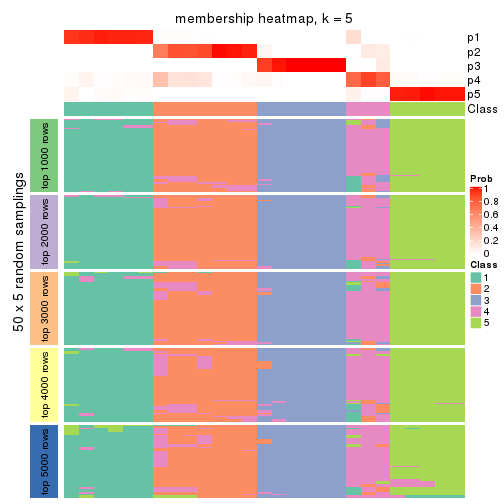 membership heatmap, k = 5
p1
p2
p3
p4
p5
Class
50 x 5 random samplings
top 1000 rows
top 2000 rows
top 3000 rows
top 4000 rows
top 5000 rows
Prob
1
0.8
0.6
0.4
0.2
0
Class
1
2
3
4
5